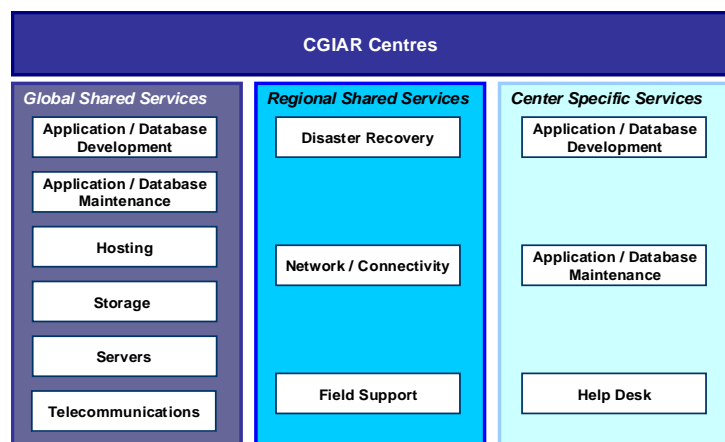 CGIAR Centres
Global Shared Services
Application / Database
Development
Application / Database
Maintenance
Hosting
Storage
Servers
Telecommunications
Regional Shared Services
Disaster Recovery
Network / Connectivity
Field Support
Center Specific Services
Application / Database
Development
Application / Database
Maintenance
Help Desk